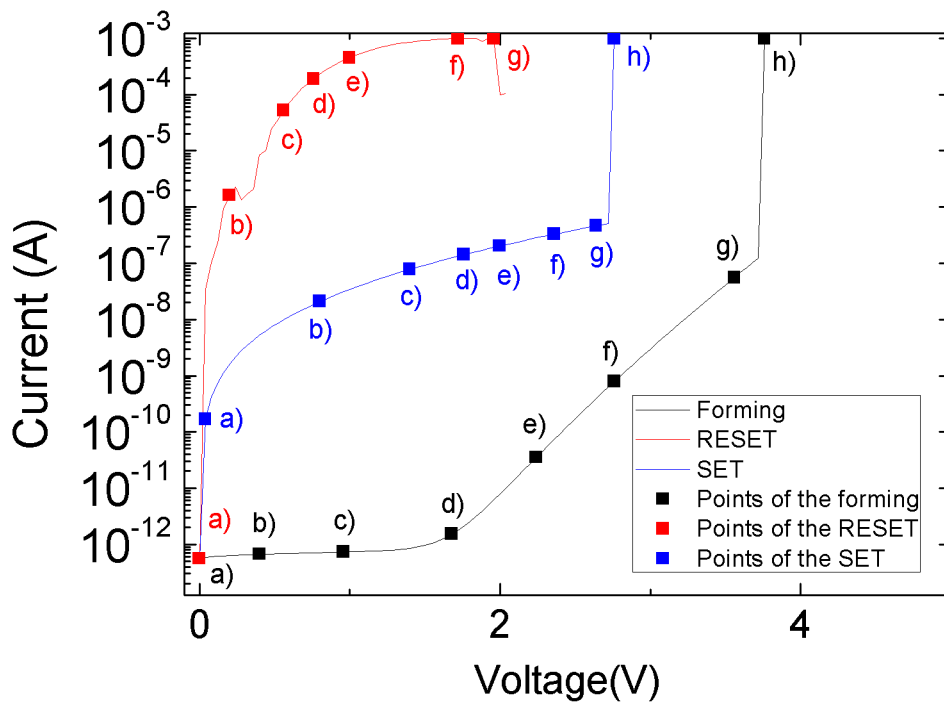 10⁻³
10⁻⁴
10⁻⁵
10⁻⁶
10⁻⁷
10⁻⁸
10⁻⁹
10⁻¹⁰
10⁻¹¹
10⁻¹²
Current (A)
0
2
4
Voltage(V)
a)
b)
c)
d)
e)
f)
g)
a)
b)
c)
d)
e)
f)
g)
h)
a)
b)
c)
d)
e)
f)
g)
h)
Forming
RESET
SET
Points of the forming
Points of the RESET
Points of the SET